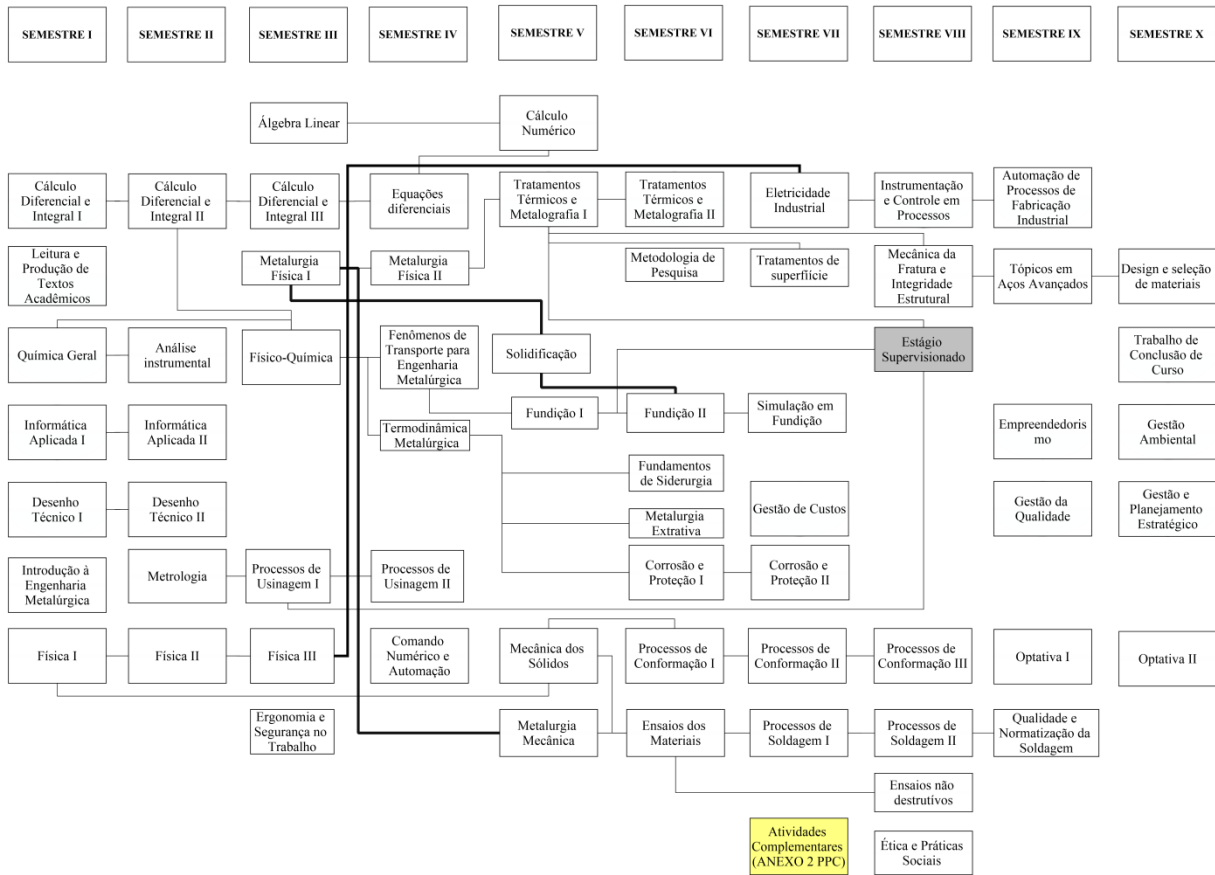 SEMESTRE I
SEMESTRE II
SEMESTRE III
SEMESTRE IV
SEMESTRE V
SEMESTRE VI
SEMESTRE VII
SEMESTRE VIII
SEMESTRE IX
SEMESTRE X
Álgebra Linear
Cálculo
Numérico
Cálculo
Diferencial e
Integral I
Cálculo
Diferencial e
Integral II
Cálculo
Diferencial e
Integral III
Equações
diferenciais
Tratamentos
Térmicos e
Metalografia I
Tratamentos
Térmicos e
Metalografia II
Eletricidade
Industrial
Instrumentação
e Controle em
Processos
Automação de
Processos de
Fabricação
Industrial
Leitura e
Produção de
Textos
Acadêmicos
Metalurgia
Física I
Metalurgia
Física II
Metodologia de
Pesquisa
Tratamentos de
superfíicie
Mecânica da
Fratura e
Integridade
Estrutural
Tópicos em
Aços Avançados
Design e seleção
de materiais
Química Geral
Análise
instrumental
Físico-Química
Fenômenos de
Transporte para
Engenharia
Metalúrgica
Solidificação
Estágio
Supervisionado
Trabalho de
Conclusão de
Curso
Informática
Aplicada I
Informática
Aplicada II
Termodinâmica
Metalúrgica
Fundição I
Fundição II
Simulação em
Fundição
Empreendedoris
mo
Gestão
Ambiental
Fundamentos
de Siderurgia
Desenho
Técnico I
Desenho
Técnico II
Metalurgia
Extrativa
Gestão de Custos
Gestão da
Qualidade
Gestão e
Planejamento
Estratégico
Introdução à
Engenharia
Metalúrgica
Metrologia
Processos de
Usinagem I
Processos de
Usinagem II
Corrosão e
Proteção I
Corrosão e
Proteção II
Física I
Física II
Física III
Comando
Numérico e
Automação
Mecânica dos
Sólidos
Processos de
Conformação I
Processos de
Conformação II
Processos de
Conformação III
Optativa I
Optativa II
Ergonomia e
Segurança no
Trabalho
Metalurgia
Mecânica
Ensaios dos
Materiais
Processos de
Soldagem I
Processos de
Soldagem II
Qualidade e
Normatização da
Soldagem
Ensaios não
destrutívos
Atividades
Complementares
(ANEXO 2 PPC)
Ética e Práticas
Sociais